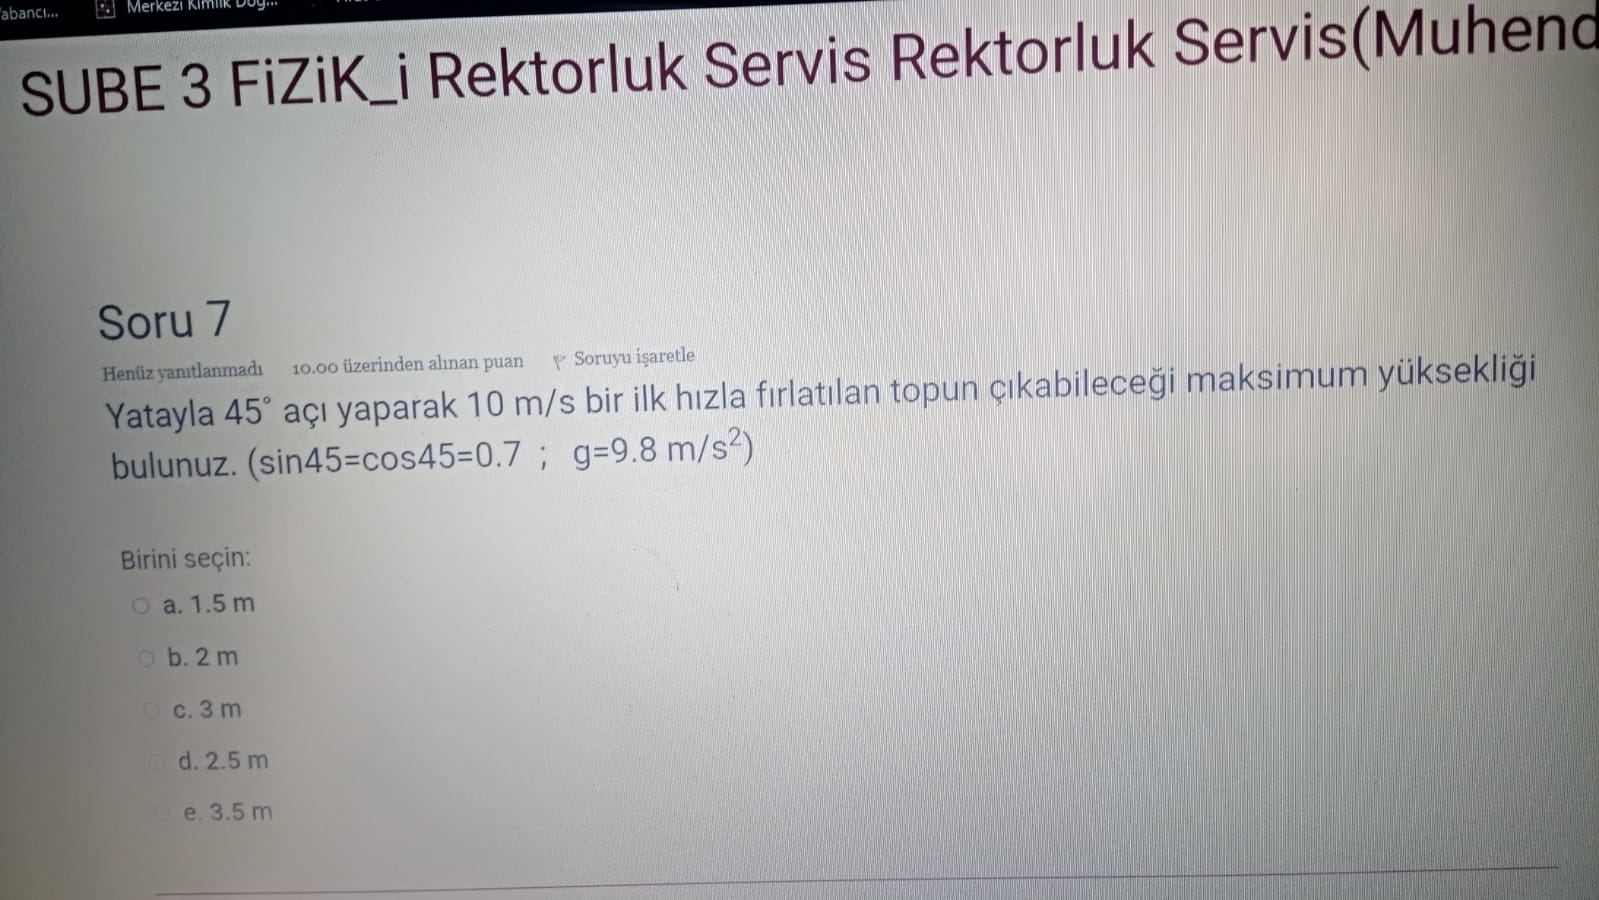 abancı...
Merkezi Kimlik Doğ...
SUBE 3 FiZiK_i Rektorluk Servis Rektorluk Servis(Muhend
Soru 7
Henüz yanıtlanmadı 10.00 üzerinden alınan puan Soruyu işaretle
Yatayla 45° açı yaparak 10 m/s bir ilk hızla fırlatılan topun çıkabileceği maksimum yüksekliği
bulunuz. (sin45=cos45=0.7 ; g=9.8 m/s²)
Birini seçin:
a. 1.5 m
b. 2 m
c. 3 m
d. 2.5 m
e. 3.5 m